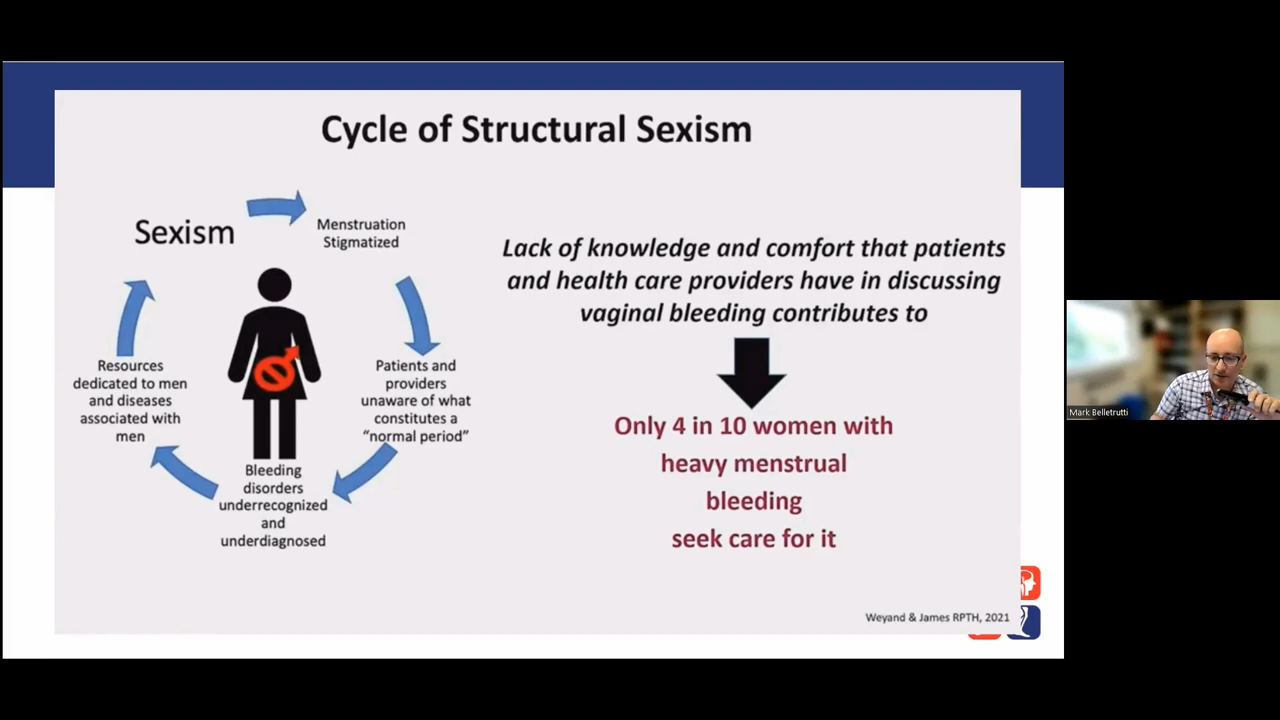 Cycle of Structural Sexism
Sexism
Menstruation
Stigmatized
Patients and
providers
unaware of what
constitutes a
“normal period”
Bleeding
disorders
underrecognized
and
underdiagnosed
Resources
dedicated to men
and diseases
associated with
men
Lack of knowledge and comfort that patients
and health care providers have in discussing
vaginal bleeding contributes to
Only 4 in 10 women with
heavy menstrual
bleeding
seek care for it
Weyand & James RPTH, 2021
Mark Belletrutti